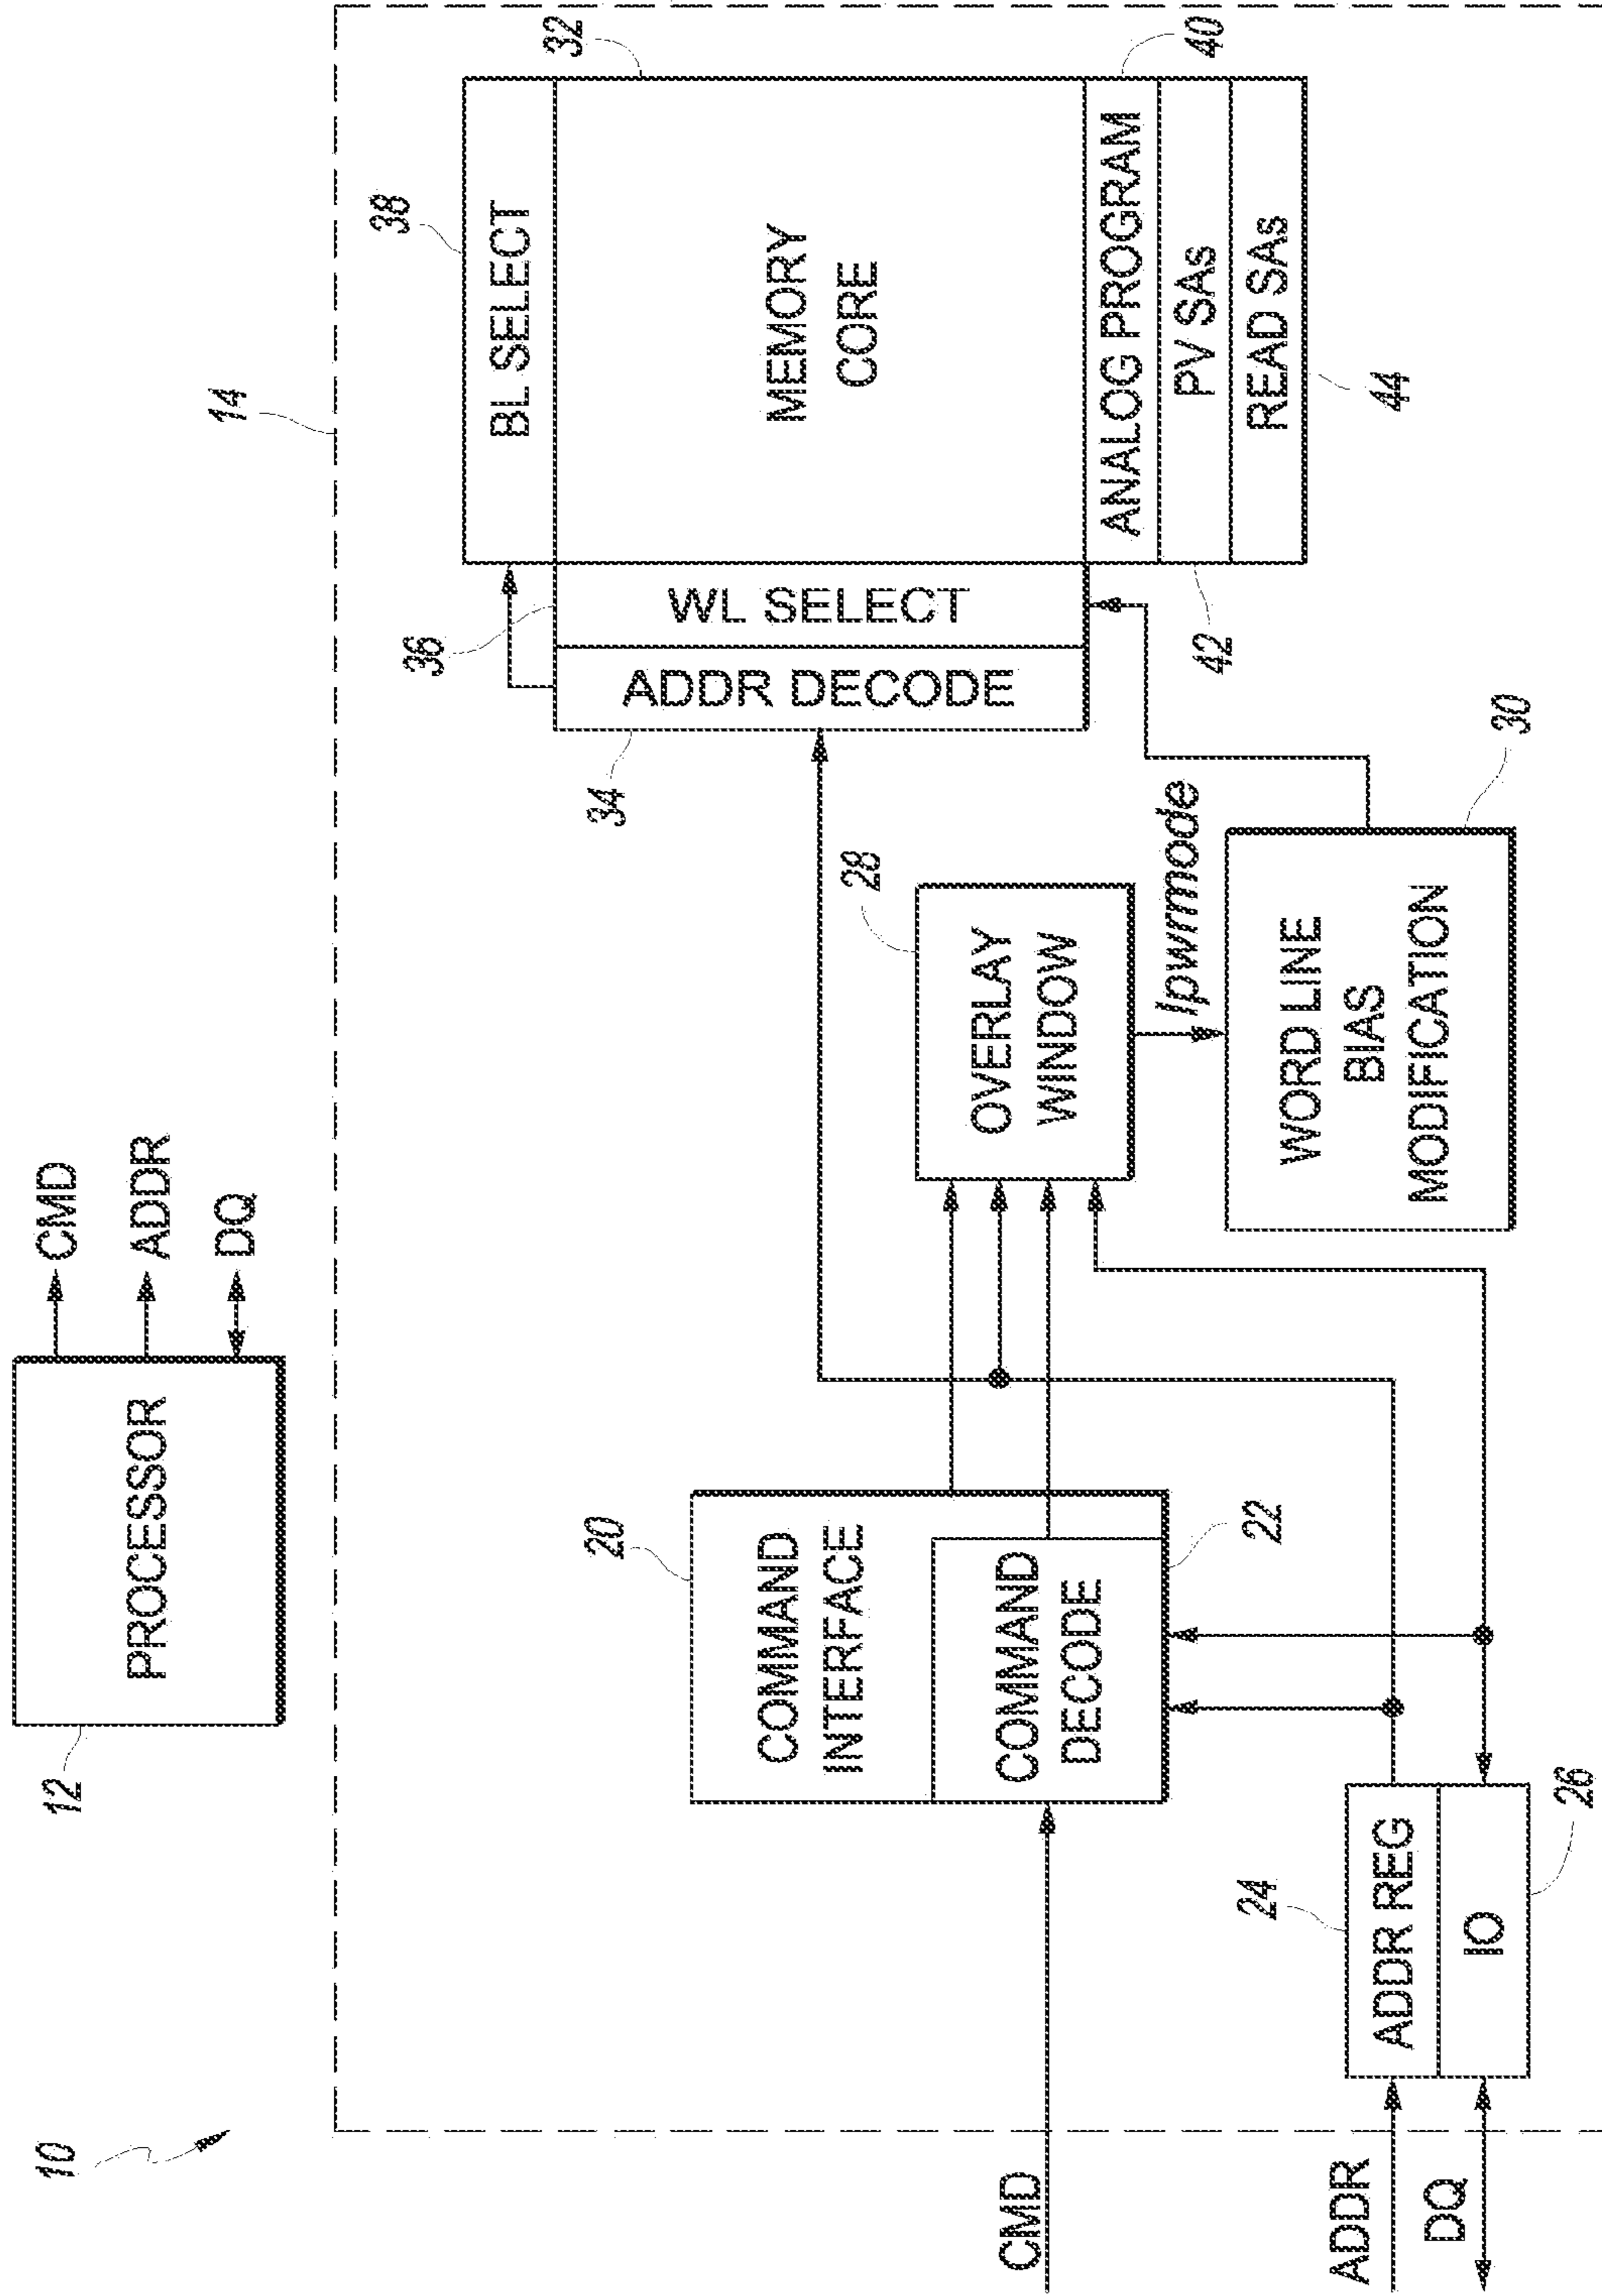 10
12
PROCESSOR
CMD
ADDR
DQ
14
CMD
ADDR
DQ
20
COMMAND
INTERFACE
COMMAND
DECODE
22
24
ADDR REG
IO
26
28
OVERLAY
WINDOW
lpwrmode
WORD LINE
BIAS
MODIFICATION
30
34
ADDR DECODE
36
WL SELECT
38
BL SELECT
32
MEMORY
CORE
ANALOG PROGRAM
40
PV SAs
42
READ SAs
44